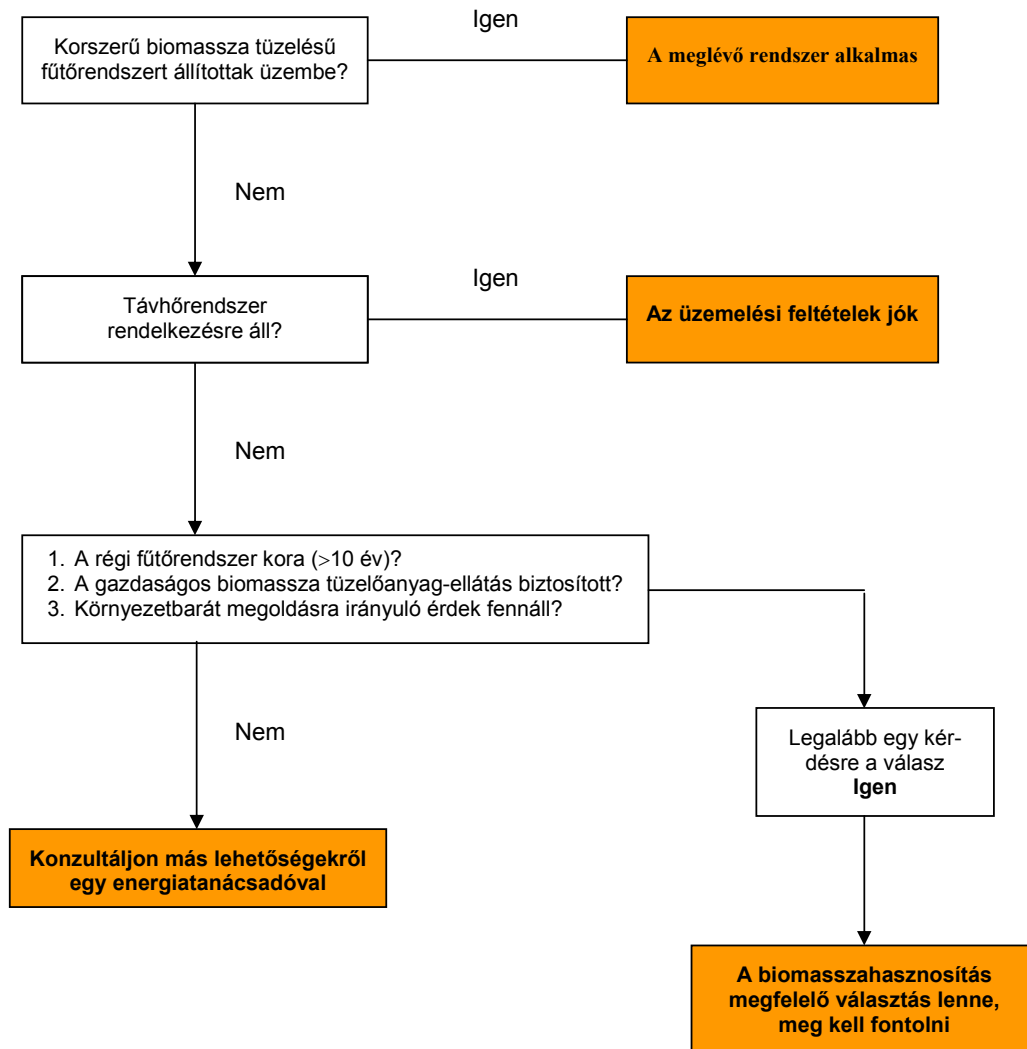 Igen
Korszerű biomassza tüzelésű
fűtőrendszert állítottak üzembe?
A meglévő rendszer alkalmas
Nem
Igen
Távhőrendszer
rendelkezésre áll?
Az üzemelési feltételek jók
Nem
1. A régi fűtőrendszer kora (>10 év)?
2. A gazdaságos biomassza tüzelőanyag-ellátás biztosított?
3. Környezetbarát megoldásra irányuló érdek fennáll?
Nem
Legalább egy kér-
désre a válasz
Igen
Konzultáljon más lehetőségekről
egy energiatanácsadóval
A biomasszahasznosítás
megfelelő választás lenne,
meg kell fontolni